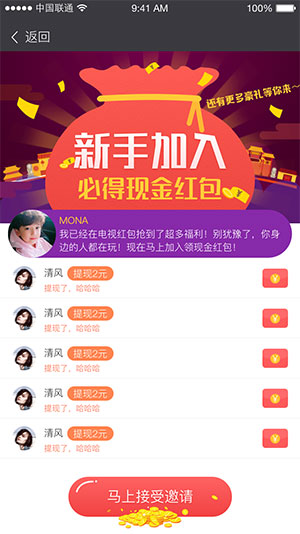 中国联通 9:41 AM 100%
返回
还有更多豪礼等你来~
新手加入
必得现金红包
MONA
我已经在电视红包抢到了超多福利！别犹豫了，你身
边的人都在玩！现在马上加入领现金红包！
清风 提现2元
提现了，哈哈哈
¥
清风 提现2元
提现了，哈哈哈
¥
清风 提现2元
提现了，哈哈哈
¥
清风 提现2元
提现了，哈哈哈
¥
清风 提现2元
提现了，哈哈哈
¥
马上接受邀请